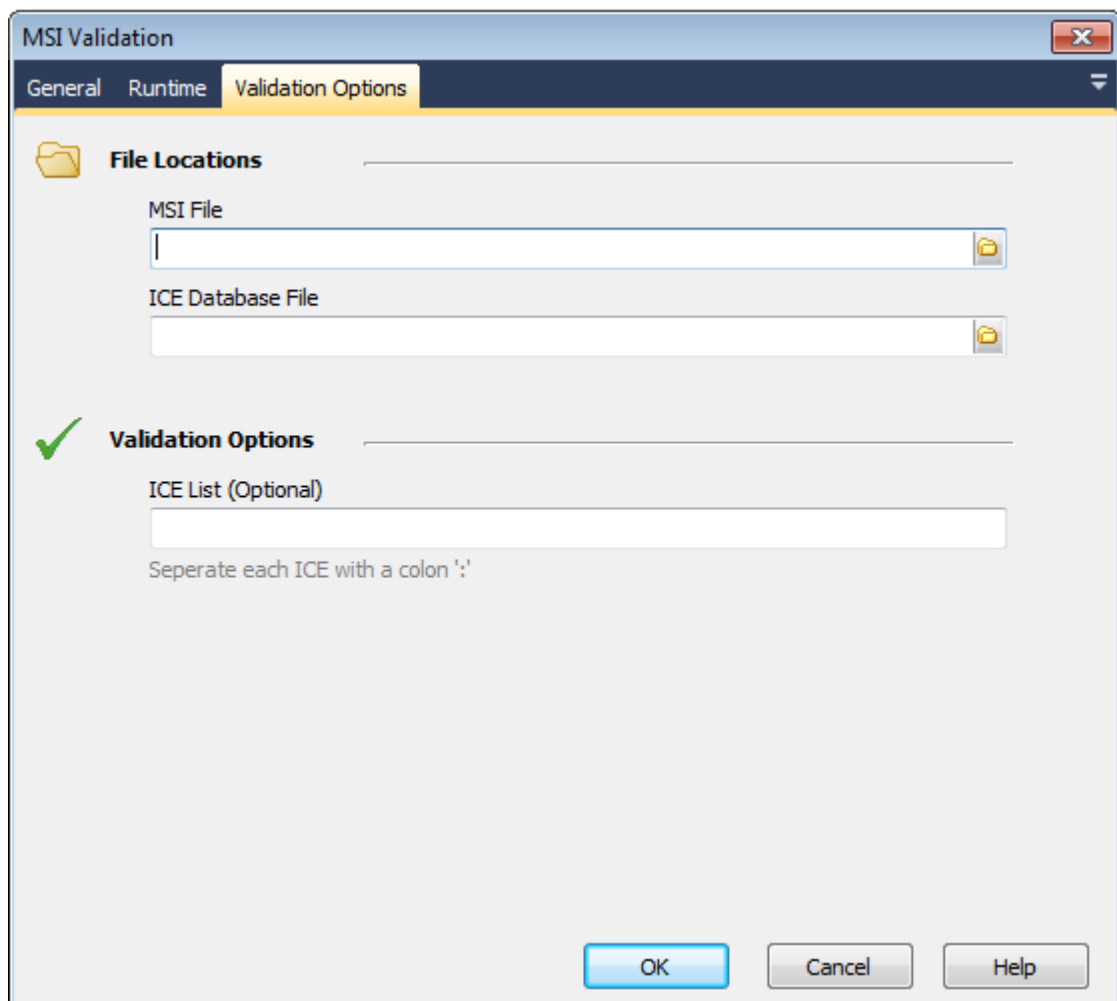 MSI Validation
General Runtime Validation Options
File Locations
MSI File
ICE Database File
Validation Options
ICE List (Optional)
Seperate each ICE with a colon ':'
OK Cancel Help